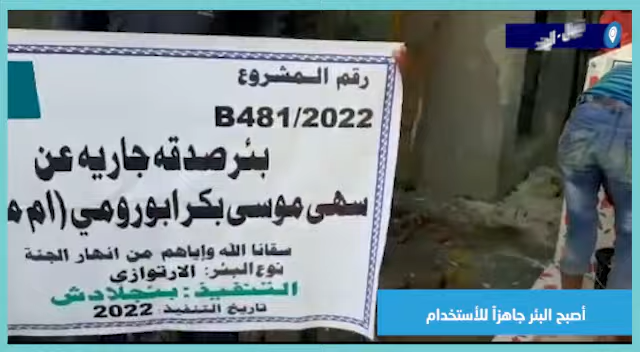 رقم الـمشروع
B481/2022
بئر صدقه جاريه عن
سهى موسى بكر ابورومي (ام م
سقانا الله وإياهم من انهار الجنة
نوع البئر: الارتوازي
التنفيذ: بنجلادش
تاريخ التنفيذ: 2022
أصبح البئر جاهزاً للأستخدام